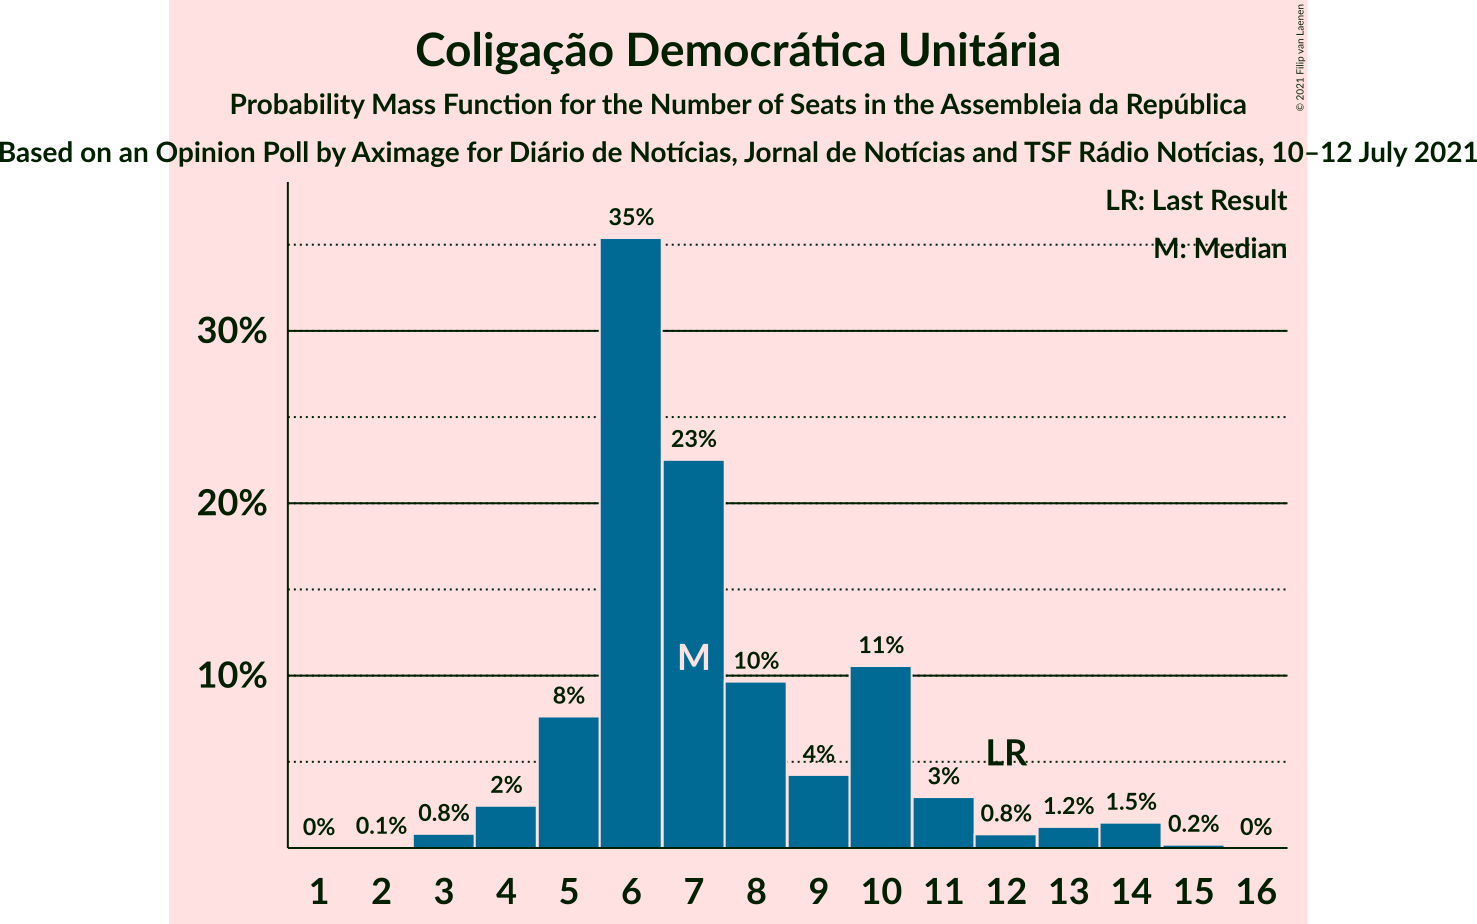 Coligação Democrática Unitária
Probability Mass Function for the Number of Seats in the Assembleia da República
Based on an Opinion Poll by Aximage for Diário de Notícias, Jornal de Notícias and TSF Rádio Notícias, 10–12 July 2021
© 2021 Filip van Laenen
LR: Last Result
M: Median
35%
30%
23%
20%
M
11%
10%
10%
8%
LR
4%
3%
2%
1.5%
1.2%
0.8%
0.8%
0.2%
0.1%
0%
0%
1 2 3 4 5 6 7 8 9 10 11 12 13 14 15 16